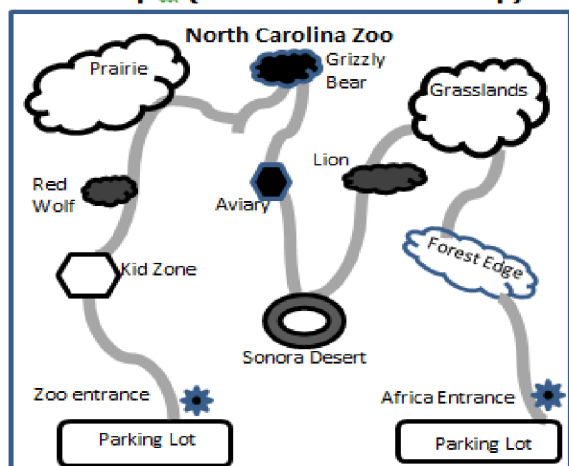 North Carolina Zoo
Prairie
Grizzly
Bear
Grasslands
Lion
Red
Wolf
Aviary
Kid Zone
Forest Edge
Sonora Desert
Zoo entrance
Africa Entrance
Parking Lot
Parking Lot